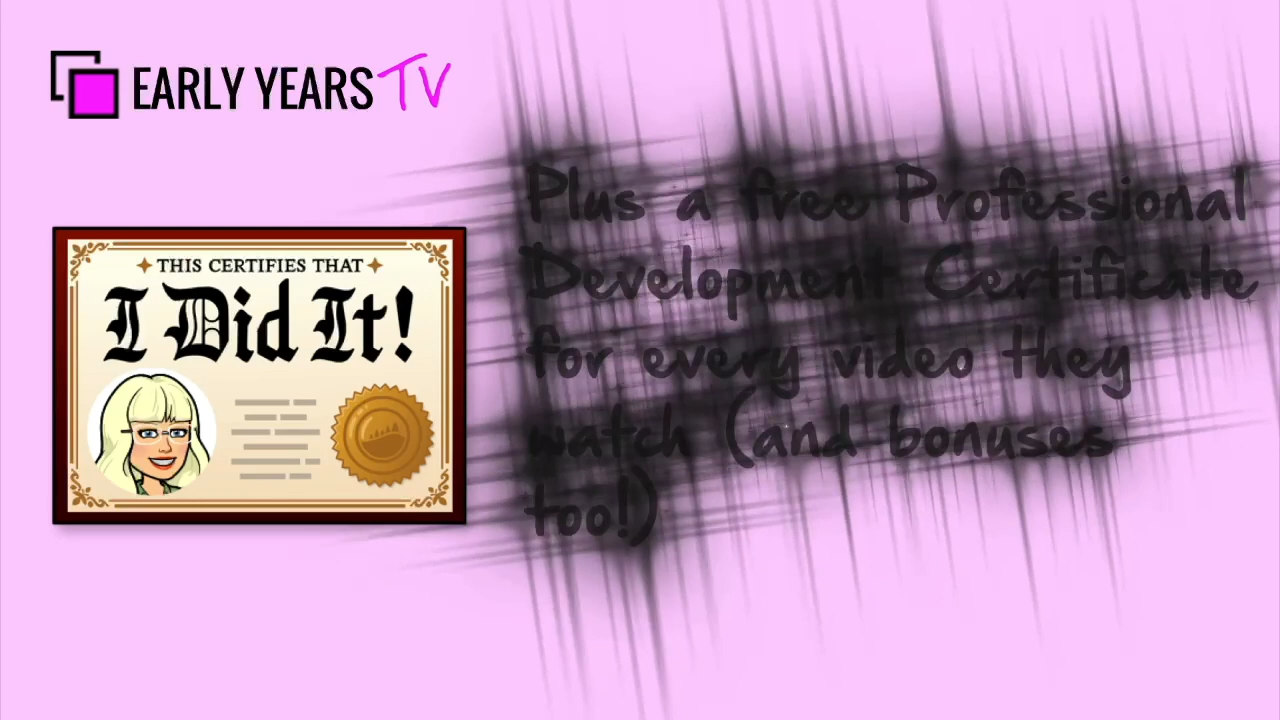 EARLY YEARS TV
THIS CERTIFIES THAT
I Did It!
Plus a free Professional
Development Certificate
for every video they
watch (and bonuses
too!)